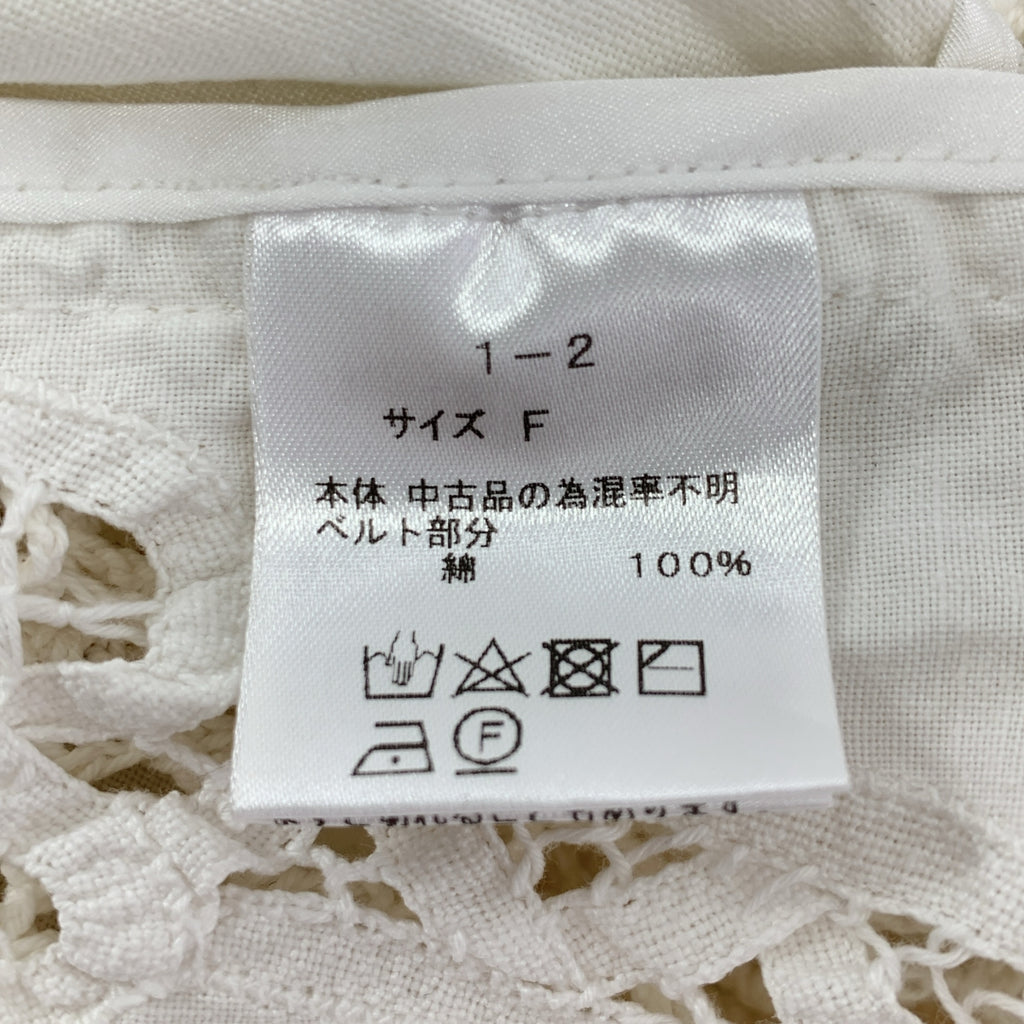 1-2
サイズ F
本体 中古品の為混率不明
ベルト部分
綿 100%
F